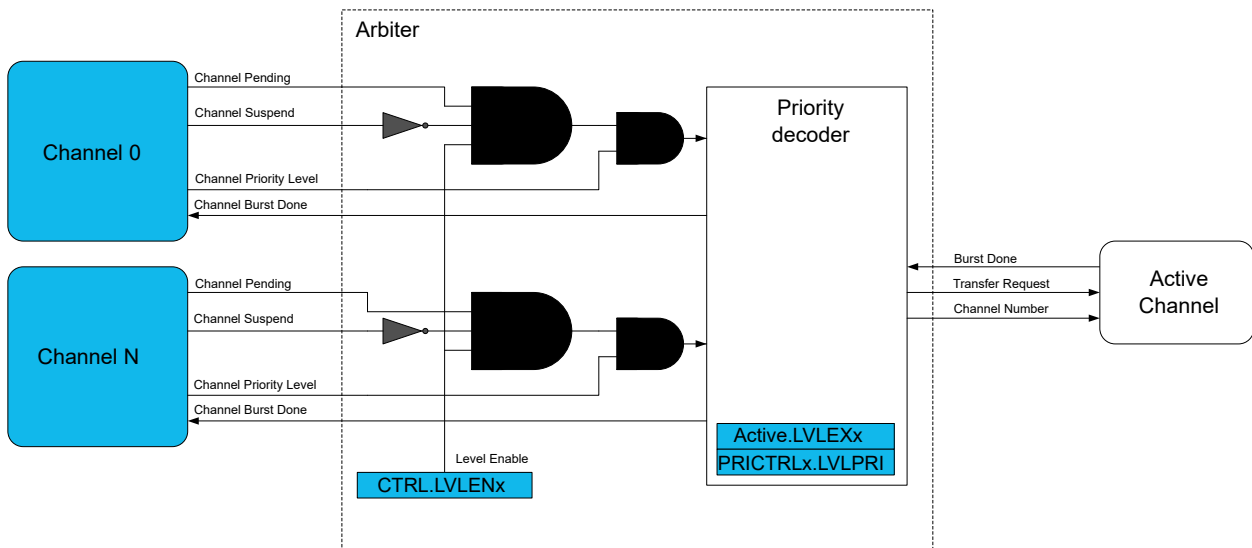 Arbiter
Channel Pending
Channel Suspend
Channel 0
Channel Priority Level
Channel Burst Done
Priority
decoder
Channel Pending
Channel Suspend
Channel N
Channel Priority Level
Channel Burst Done
Burst Done
Transfer Request
Channel Number
Active
Channel
Level Enable
CTRL.LVLENx
Active.LVLEXx
PRICTRLx.LVLPRI